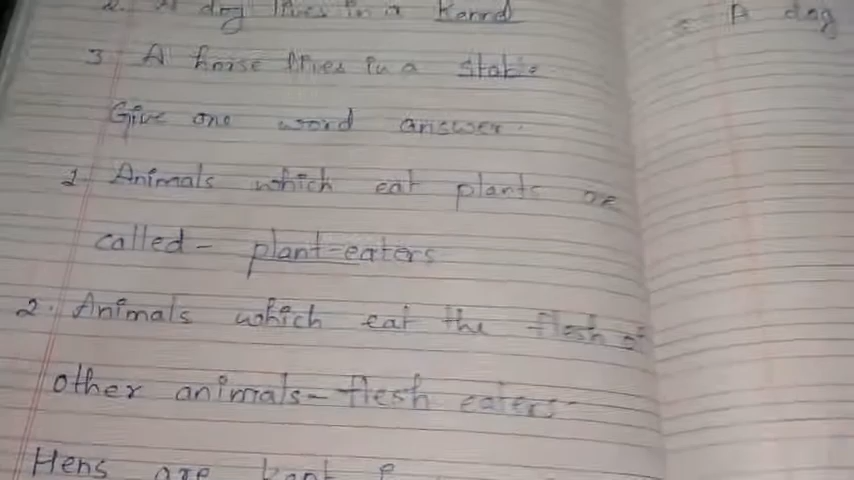 2. A dog lives in a Kennel
3 A horse lives in a stable.
Give one word answer.
1. Animals which eat plants are
called- plant-eaters
2. Animals which eat the flesh of
other animals- flesh eaters-
Hens are kept
A dog